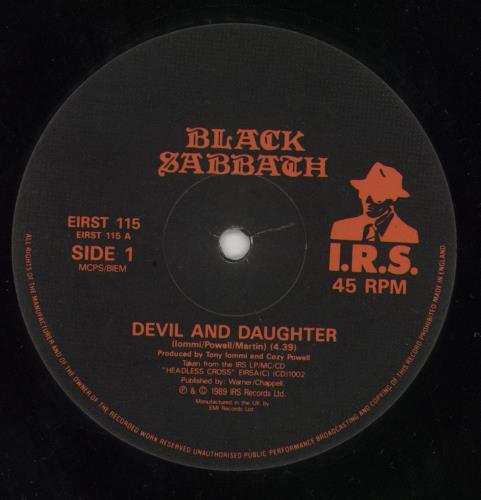 BLACK
SABBATH
EIRST 115
EIRST 115 A
SIDE 1
MCPS/BIEM
I.R.S.
45 RPM
DEVIL AND DAUGHTER
(Iommi/Powell/Martin) (4.39)
Produced by Tony Iommi and Cozy Powell
Taken from the IRS LP/MC/CD
"HEADLESS CROSS" EIRSA(C) (CD)1002
Published by: Warner/Chappell.
℗ & © 1989 IRS Records Ltd.
Manufactured in the UK by
EMI Records Ltd
ALL RIGHTS OF THE MANUFACTURER AND OF THE OWNER OF THE RECORDED WORK RESERVED UNAUTHORISED PUBLIC PERFORMANCE BROADCASTING AND COPYING OF THIS RECORD PROHIBITED MADE IN ENGLAND